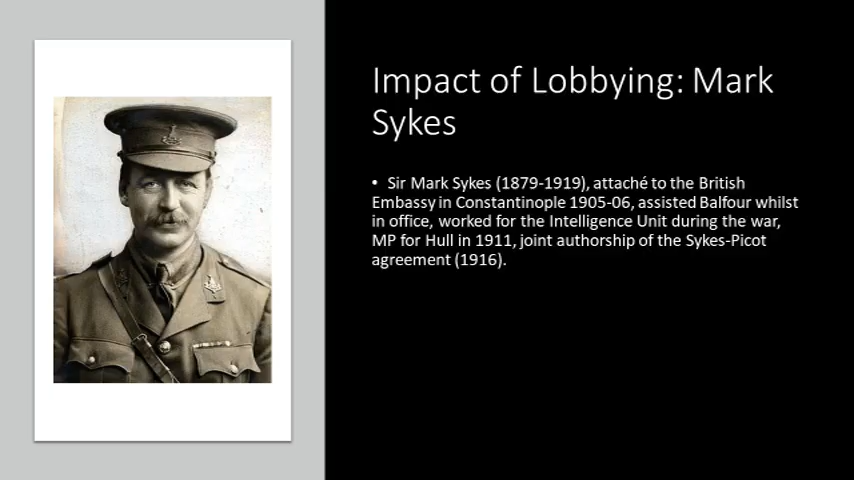 Impact of Lobbying: Mark
Sykes
• Sir Mark Sykes (1879-1919), attaché to the British
Embassy in Constantinople 1905-06, assisted Balfour whilst
in office, worked for the Intelligence Unit during the war,
MP for Hull in 1911, joint authorship of the Sykes-Picot
agreement (1916).